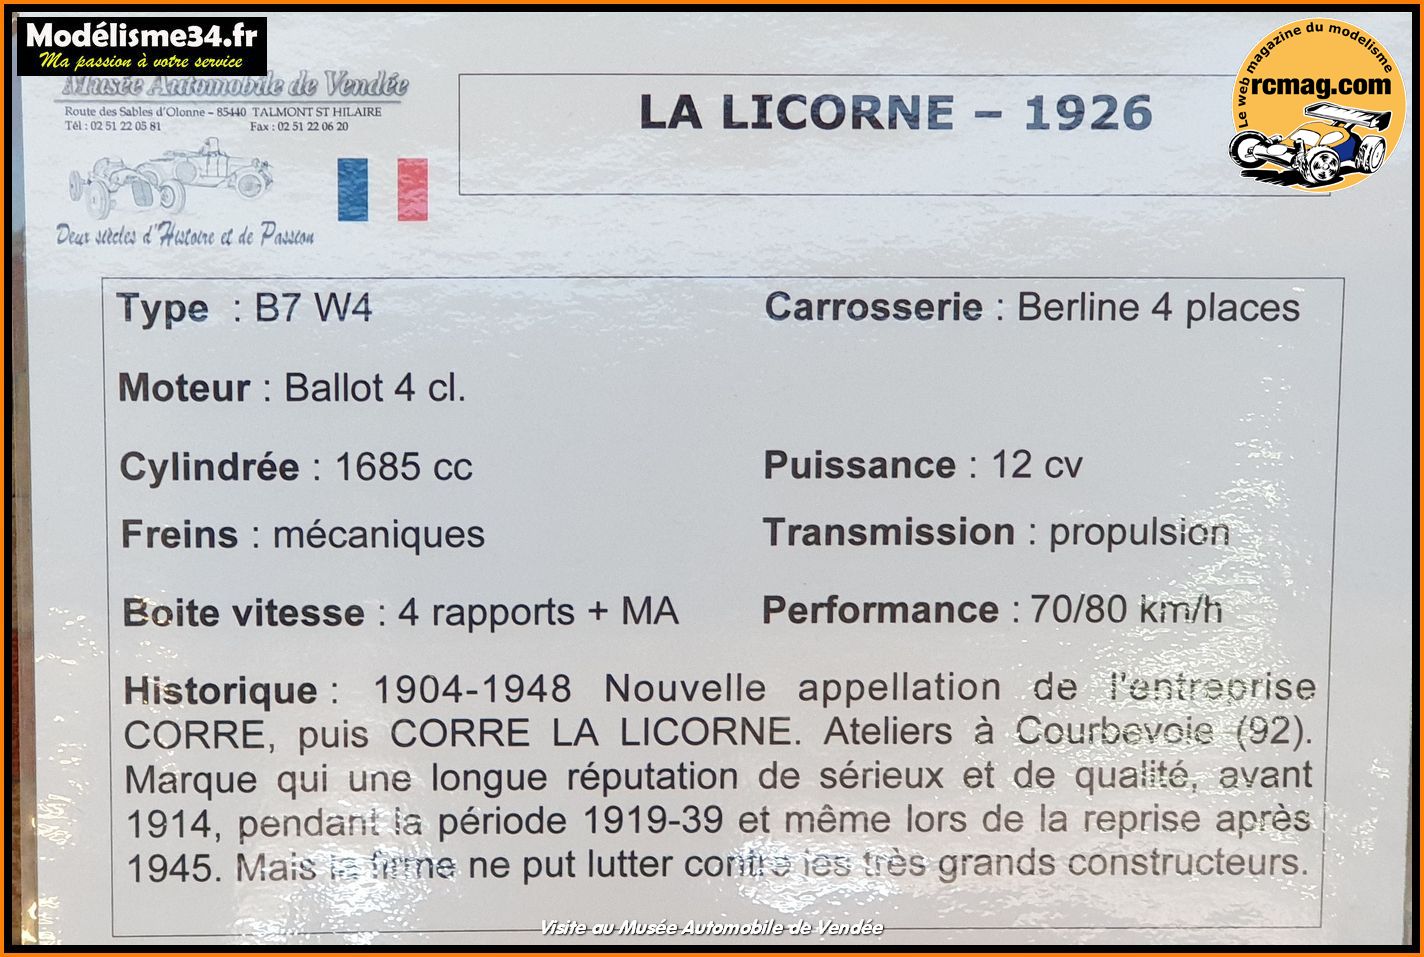 Modélisme34.fr
Ma passion à votre service
Le web magazine du modelisme
rcmag.com
Musée Automobile de Vendée
Route des Sables d'Olonne – 85440 TALMONT ST HILAIRE
Tél : 02 51 22 05 81 Fax : 02 51 22 06 20
Deux siècles d'Histoire et de Passion
LA LICORNE – 1926
Type : B7 W4 Carrosserie : Berline 4 places
Moteur : Ballot 4 cl.
Cylindrée : 1685 cc Puissance : 12 cv
Freins : mécaniques Transmission : propulsion
Boite vitesse : 4 rapports + MA Performance : 70/80 km/h
Historique : 1904-1948 Nouvelle appellation de l'entreprise
CORRE, puis CORRE LA LICORNE. Ateliers à Courbevoie (92).
Marque qui une longue réputation de sérieux et de qualité, avant
1914, pendant la période 1919-39 et même lors de la reprise après
1945. Mais la firme ne put lutter contre les très grands constructeurs.
Visite au Musée Automobile de Vendée